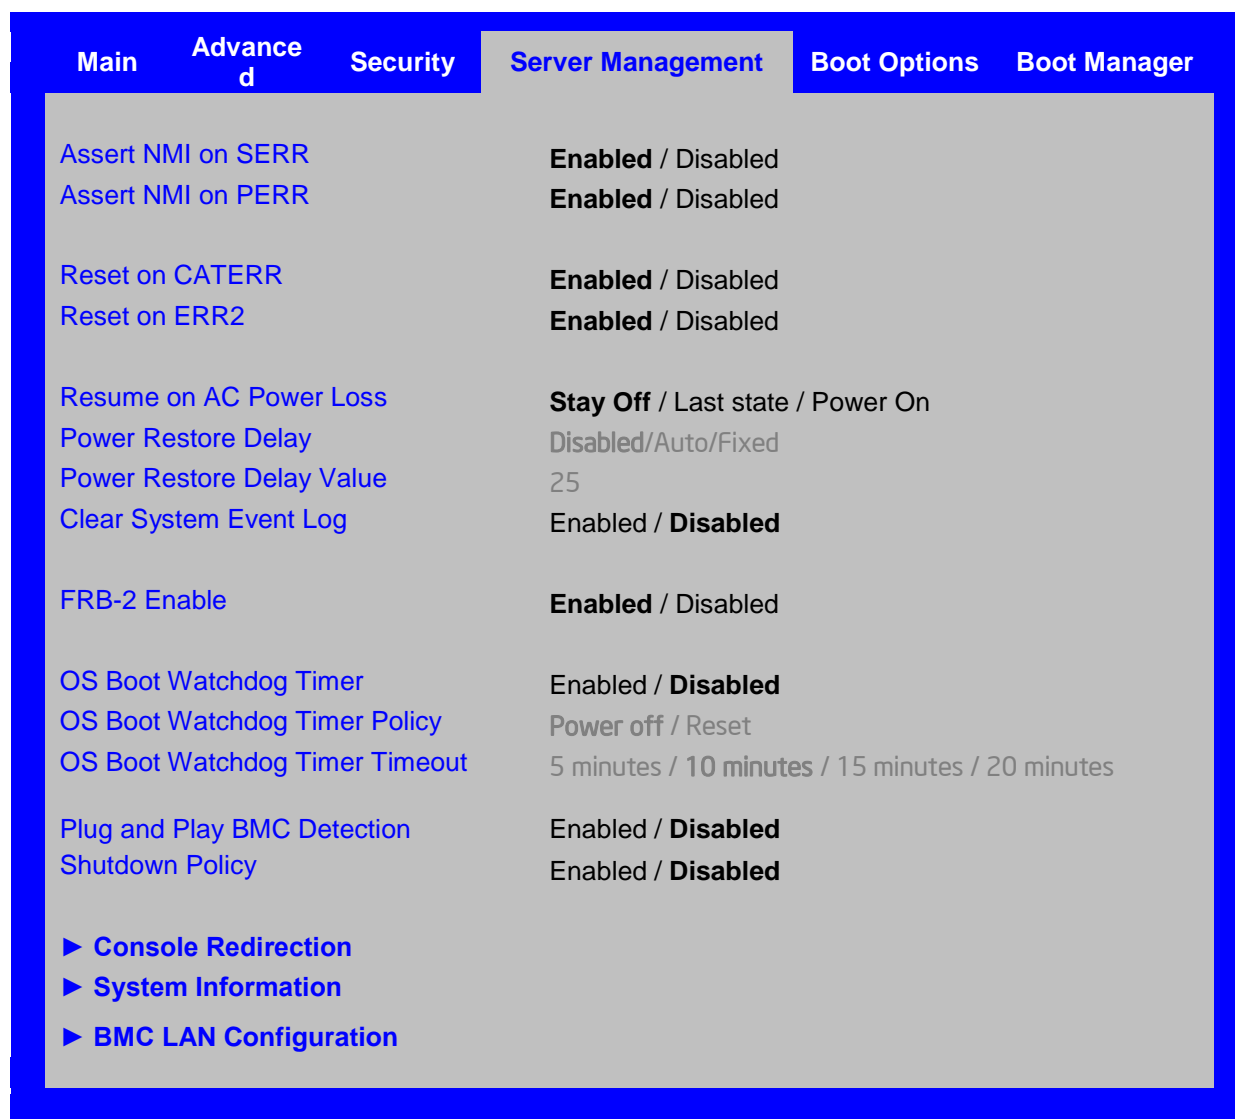 Main Advance Security Server Management Boot Options Boot Manager
d
Assert NMI on SERR Enabled / Disabled
Assert NMI on PERR Enabled / Disabled
Reset on CATERR Enabled / Disabled
Reset on ERR2 Enabled / Disabled
Resume on AC Power Loss Stay Off / Last state / Power On
Power Restore Delay Disabled/Auto/Fixed
Power Restore Delay Value 25
Clear System Event Log Enabled / Disabled
FRB-2 Enable Enabled / Disabled
OS Boot Watchdog Timer Enabled / Disabled
OS Boot Watchdog Timer Policy Power off / Reset
OS Boot Watchdog Timer Timeout 5 minutes / 10 minutes / 15 minutes / 20 minutes
Plug and Play BMC Detection Enabled / Disabled
Shutdown Policy Enabled / Disabled
► Console Redirection
► System Information
► BMC LAN Configuration